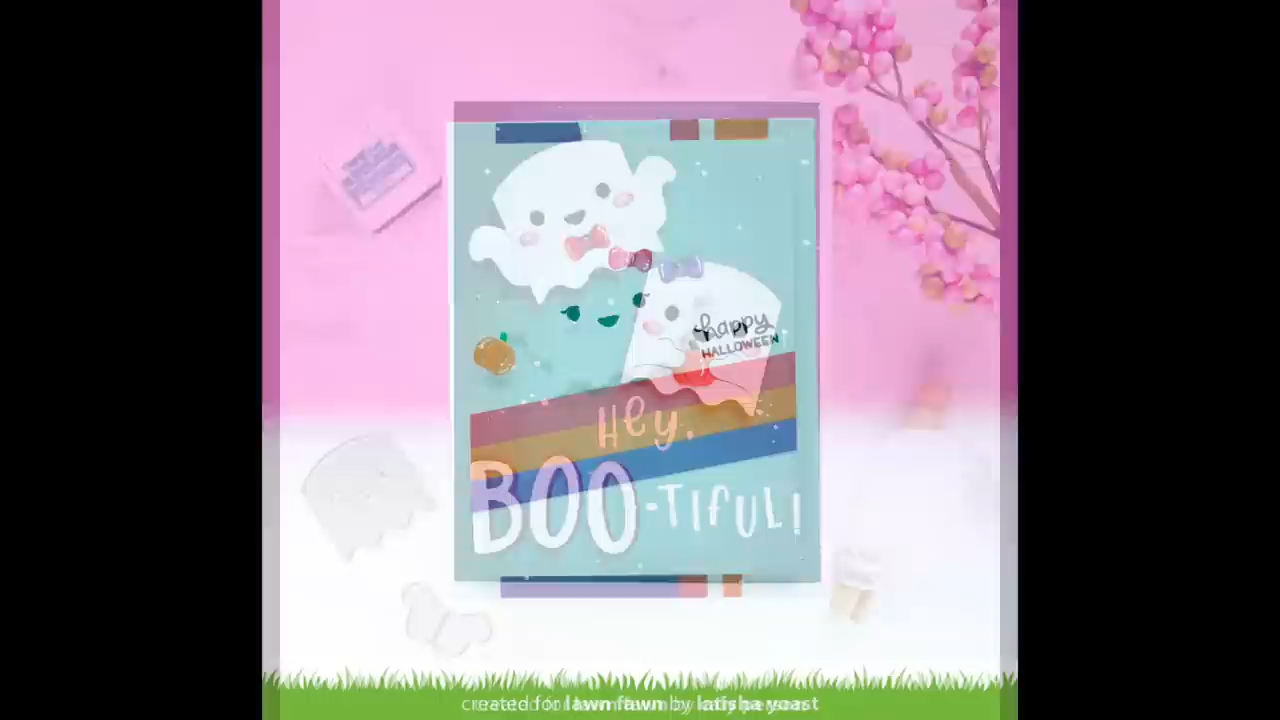 happy
HALLOWEEN
Hey,
BOO-TIFUL!
created for lawn fawn by latisha yoast